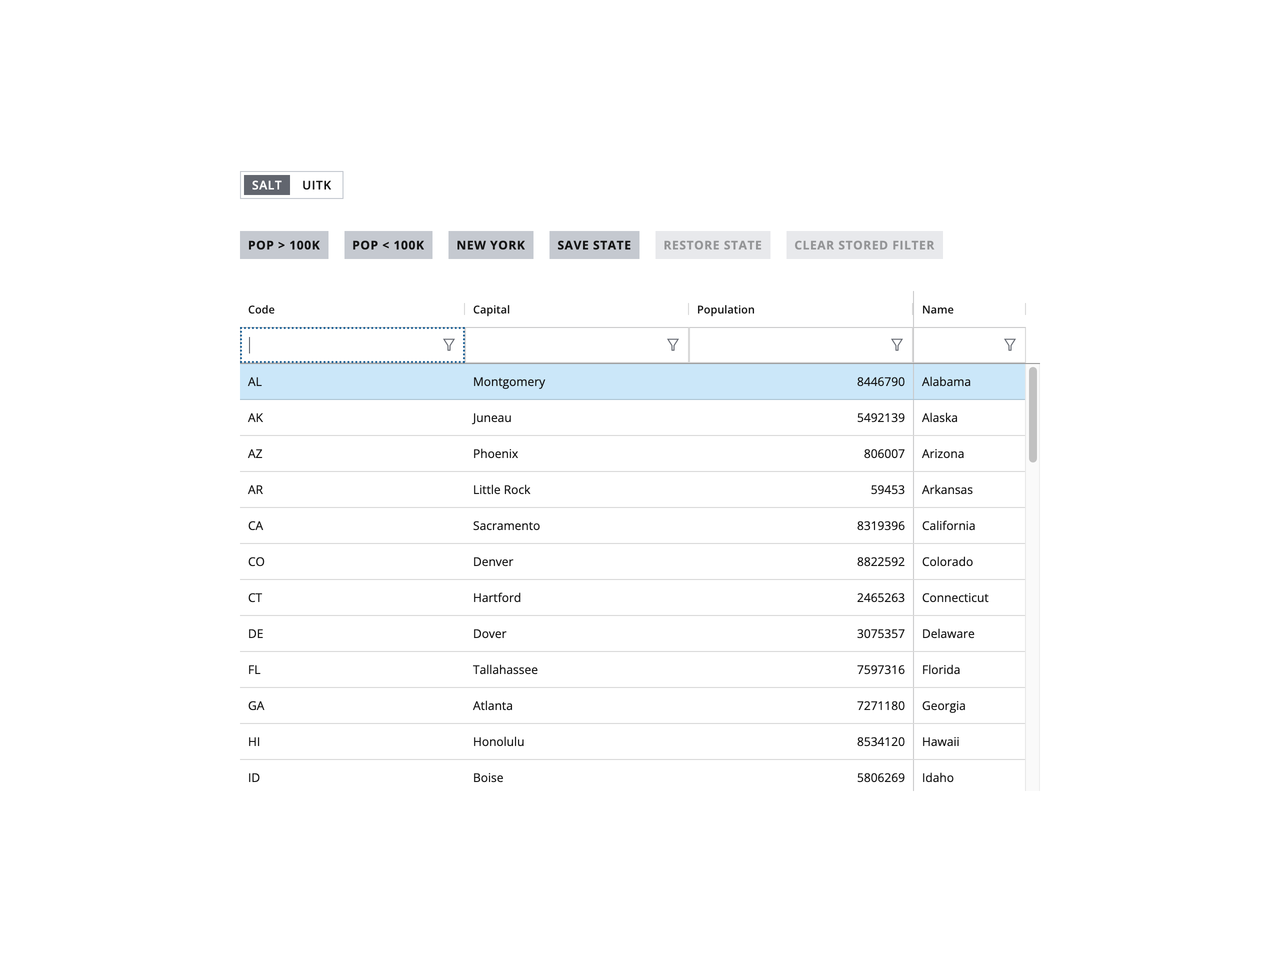 SALT UITK
POP > 100K POP < 100K NEW YORK SAVE STATE RESTORE STATE CLEAR STORED FILTER
Code Capital Population Name
AL Montgomery 8446790 Alabama
AK Juneau 5492139 Alaska
AZ Phoenix 806007 Arizona
AR Little Rock 59453 Arkansas
CA Sacramento 8319396 California
CO Denver 8822592 Colorado
CT Hartford 2465263 Connecticut
DE Dover 3075357 Delaware
FL Tallahassee 7597316 Florida
GA Atlanta 7271180 Georgia
HI Honolulu 8534120 Hawaii
ID Boise 5806269 Idaho